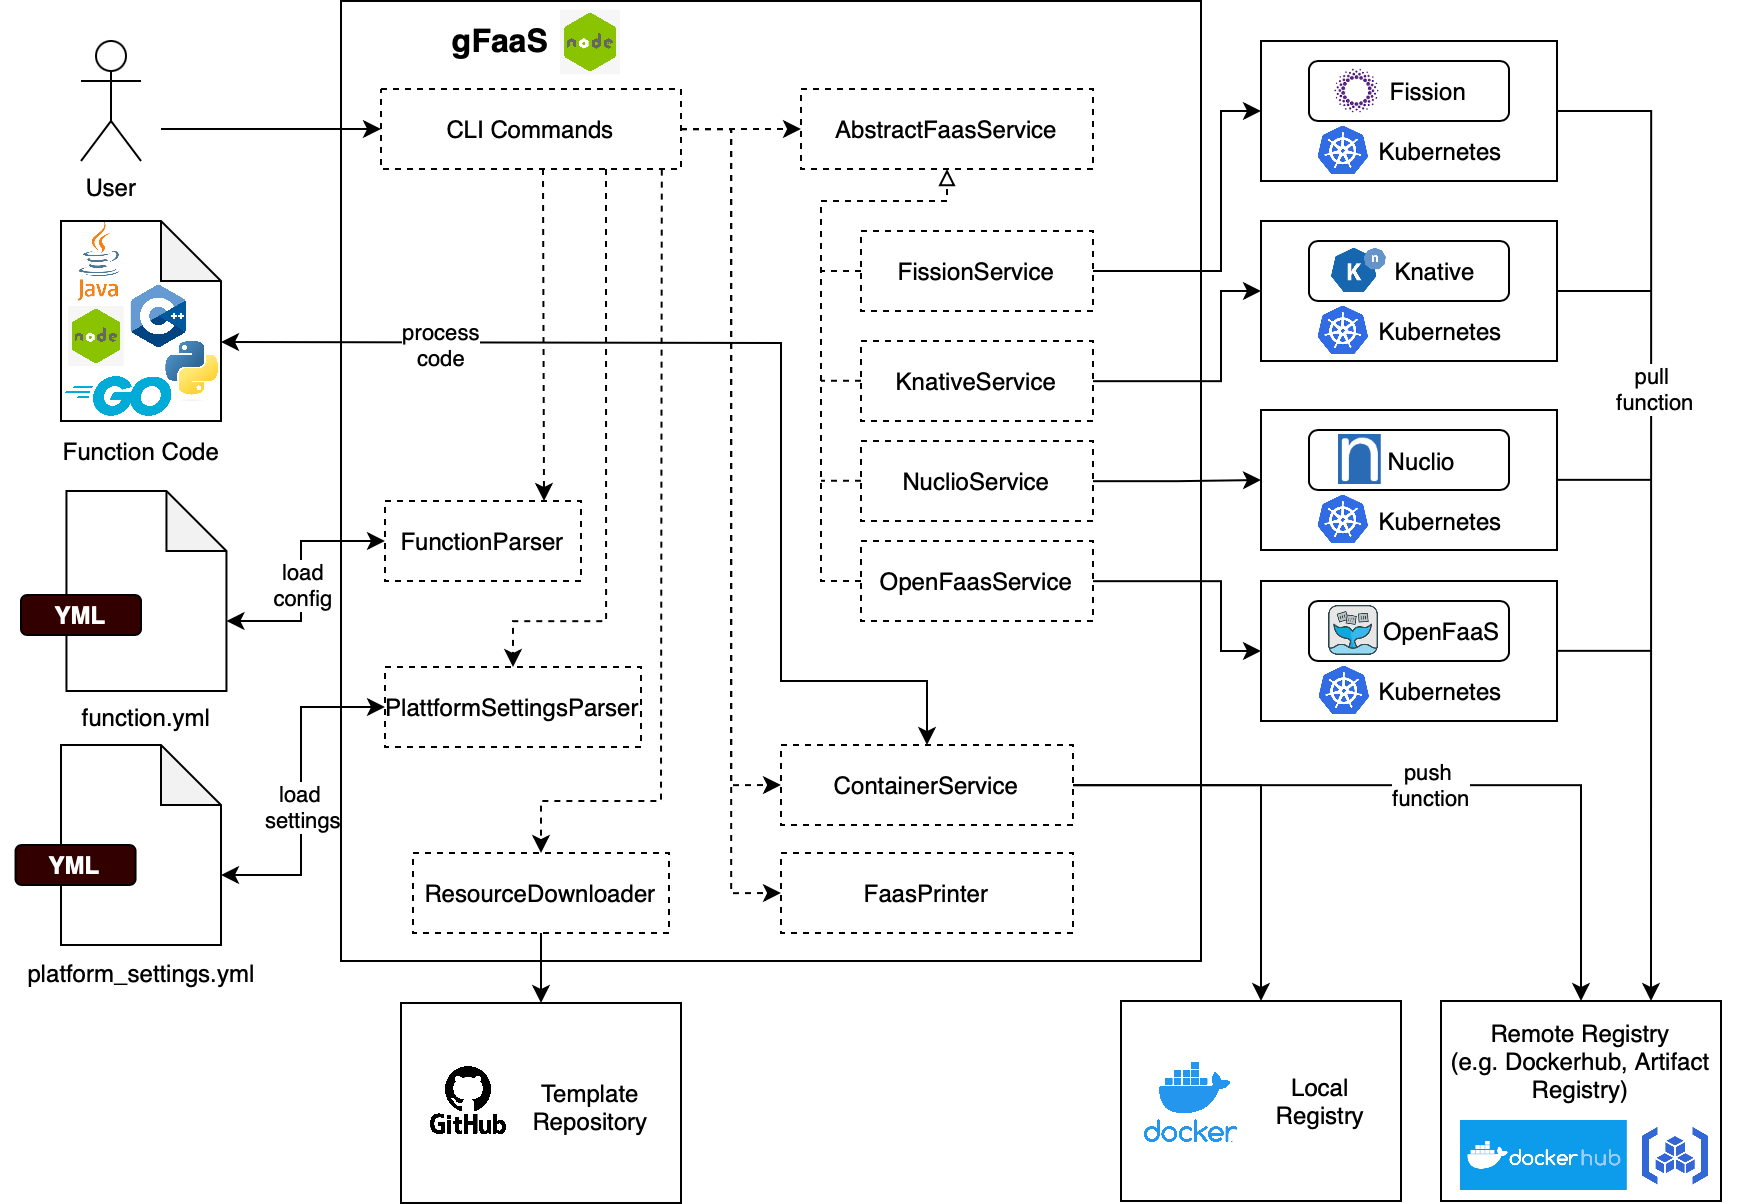 gFaaS
node
User
CLI Commands
AbstractFaasService
Fission
Kubernetes
Java
C++
node
GO
Function Code
process
code
FissionService
KnativeService
NuclioService
OpenFaasService
K n
Knative
Kubernetes
pull
function
n
Nuclio
Kubernetes
OpenFaaS
Kubernetes
FunctionParser
load
config
YML
function.yml
PlattformSettingsParser
load
settings
YML
platform_settings.yml
ContainerService
push
function
ResourceDownloader
FaasPrinter
GitHub
Template
Repository
docker
Local
Registry
Remote Registry
(e.g. Dockerhub, Artifact
Registry)
dockerhub